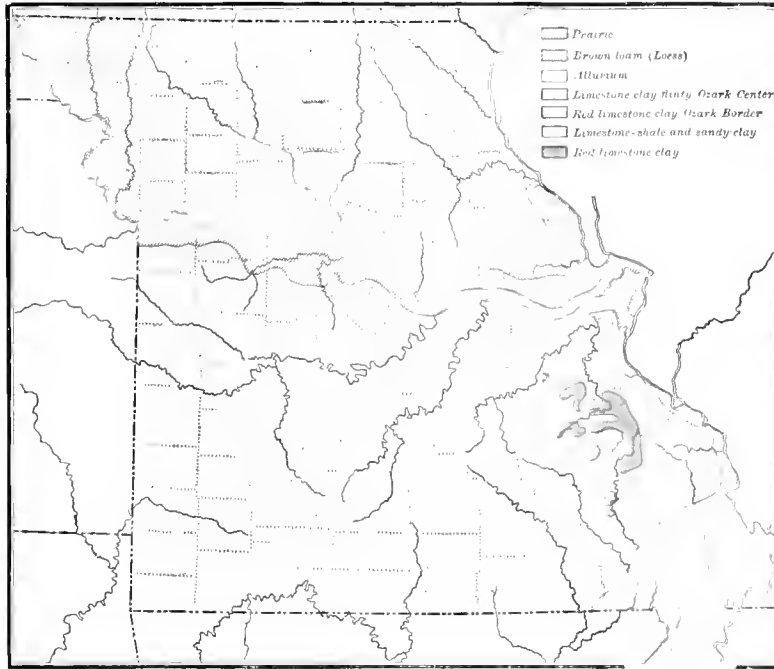 Prairie
Brown loam (Loess)
Alluvium
Limestone clay flinty Ozark Center
Red limestone clay Ozark Border
Limestone-shale and sandy-clay
Red limestone clay